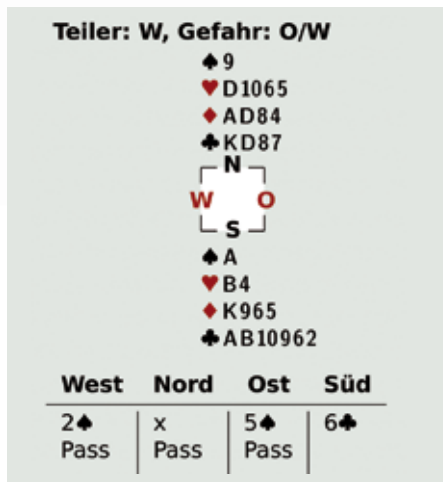 Teiler: W, Gefahr: O/W
♠ 9
♥ D1065
♦ AD84
♣ KD87
N
W O
S
♠ A
♥ B4
♦ K965
♣ AB10962
West Nord Ost Süd
2♠ x 5♠ 6♣
Pass Pass Pass